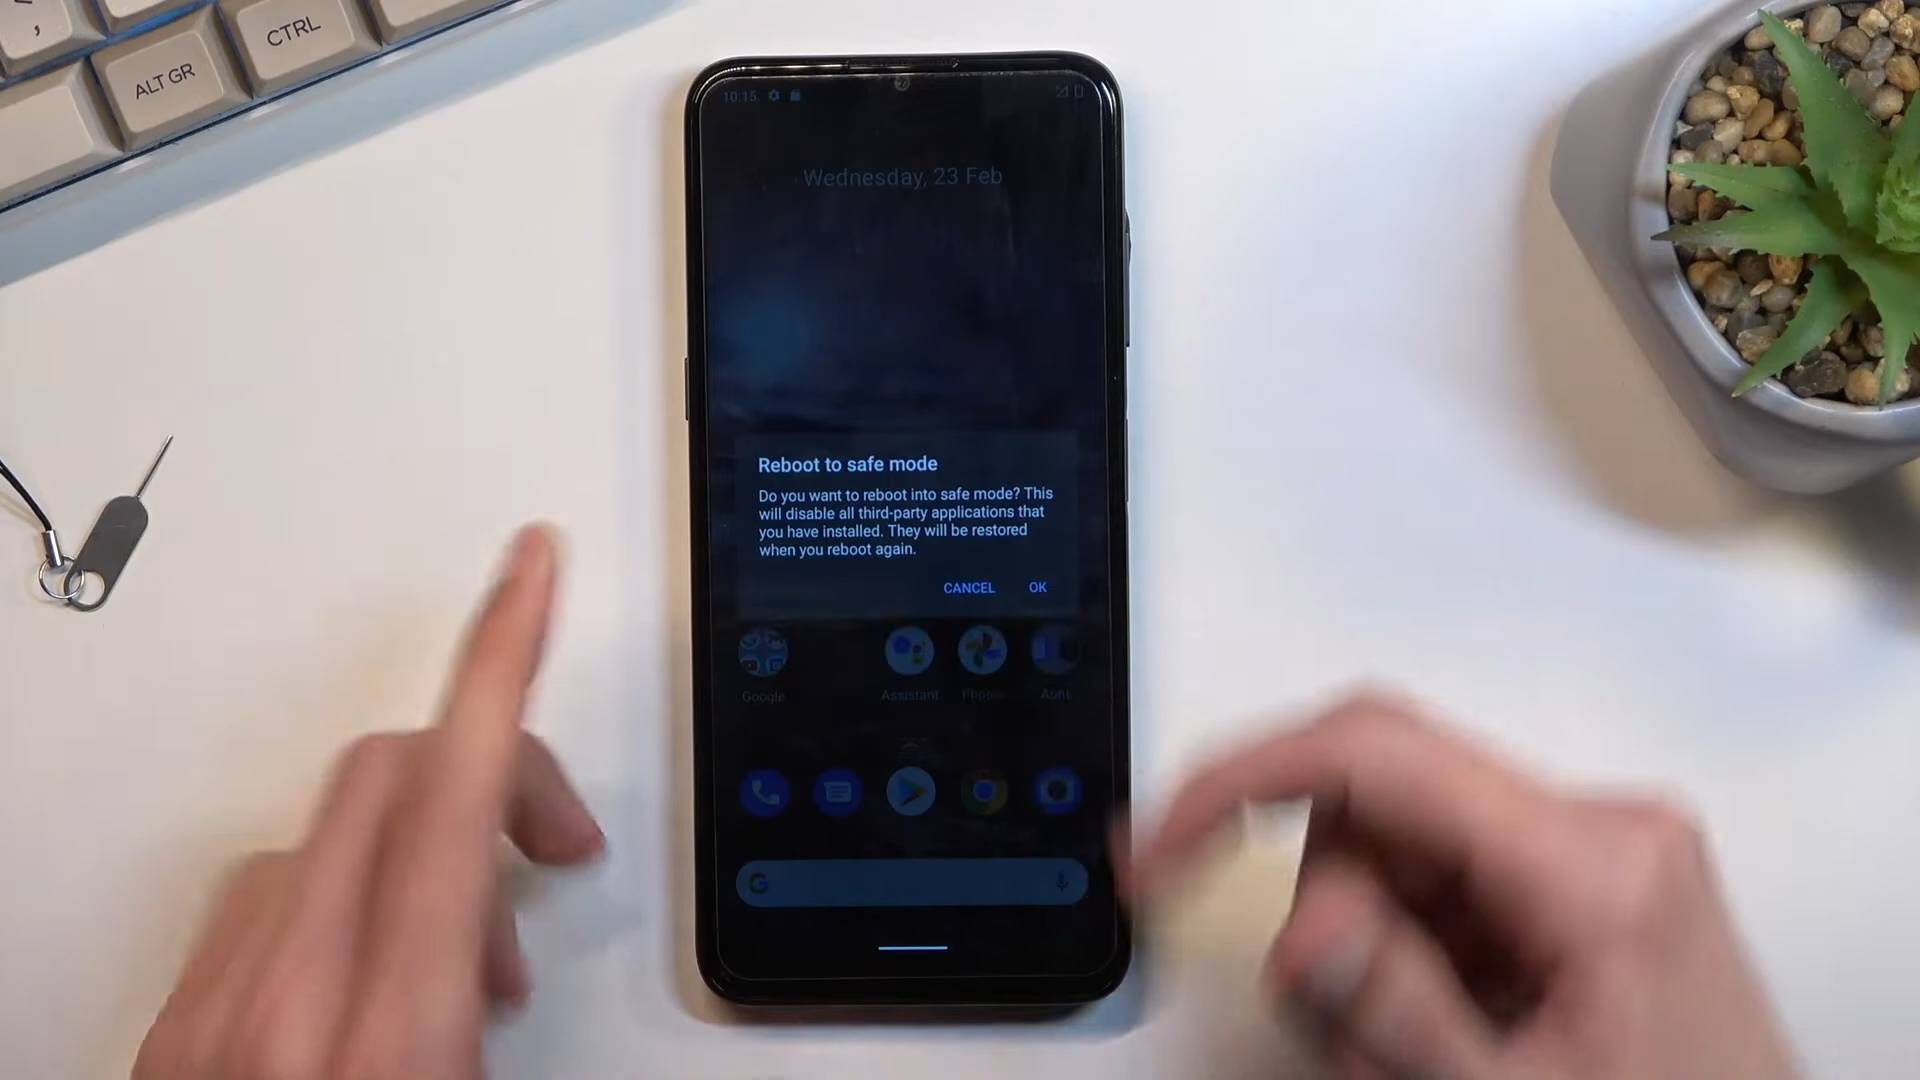 ALT GR
CTRL
10:15
Wednesday, 23 Feb
Reboot to safe mode
Do you want to reboot into safe mode? This
will disable all third-party applications that
you have installed. They will be restored
when you reboot again.
CANCEL OK
Google Assistant Photos